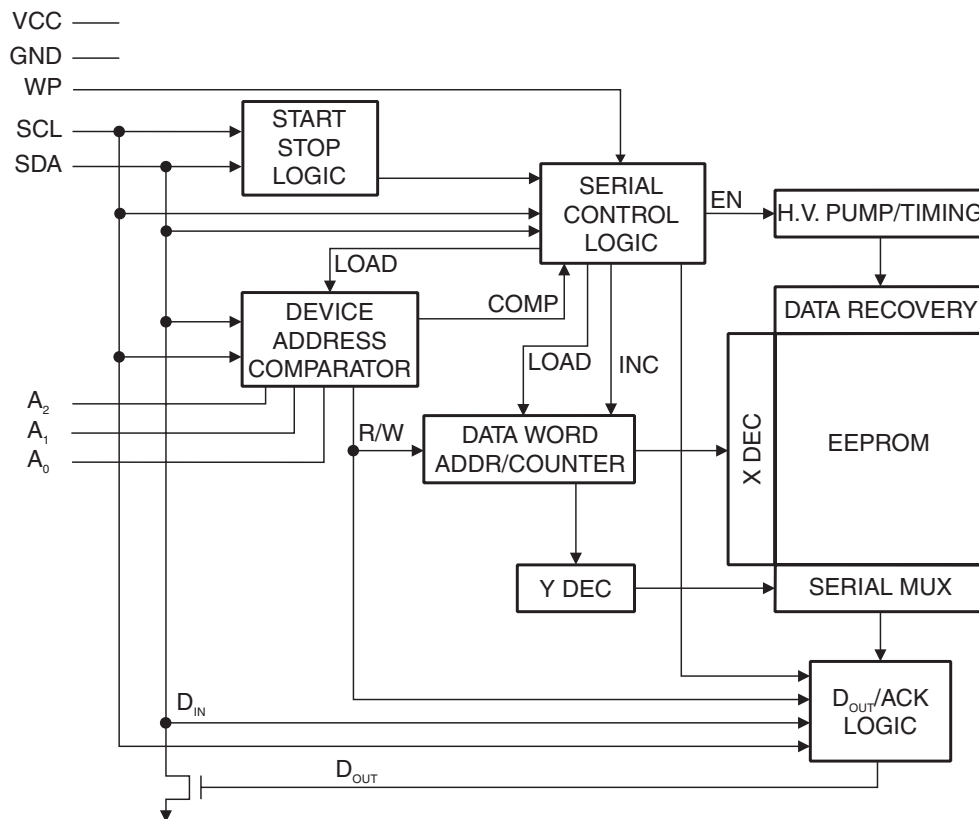 VCC
GND
WP
SCL
SDA
START
STOP
LOGIC
SERIAL
CONTROL
LOGIC
EN
H.V. PUMP/TIMING
LOAD
COMP
DEVICE
ADDRESS
COMPARATOR
DATA RECOVERY
LOAD
INC
A2
A1
A0
R/W
DATA WORD
ADDR/COUNTER
X DEC
EEPROM
Y DEC
SERIAL MUX
DIN
DOUT/ACK
LOGIC
DOUT